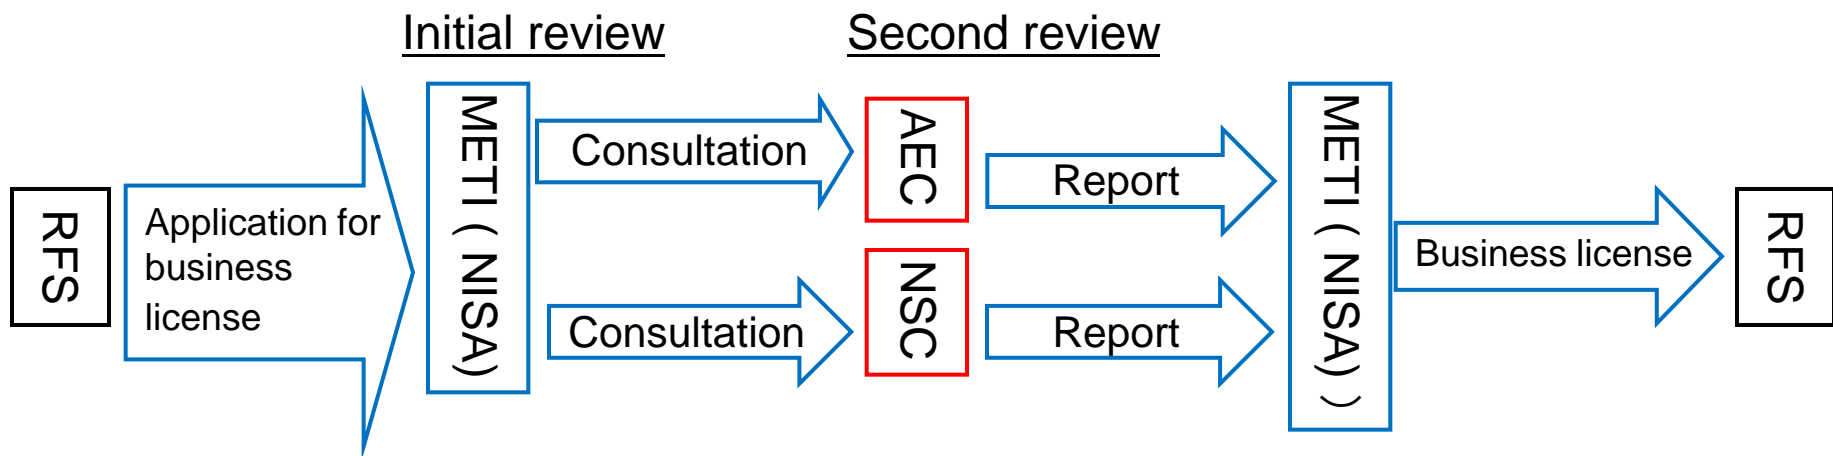 Initial review
Second review
RFS
Application for
business
license
METI ( NISA)
Consultation
Consultation
AEC
NSC
Report
Report
METI ( NISA) ）
Business license
RFS